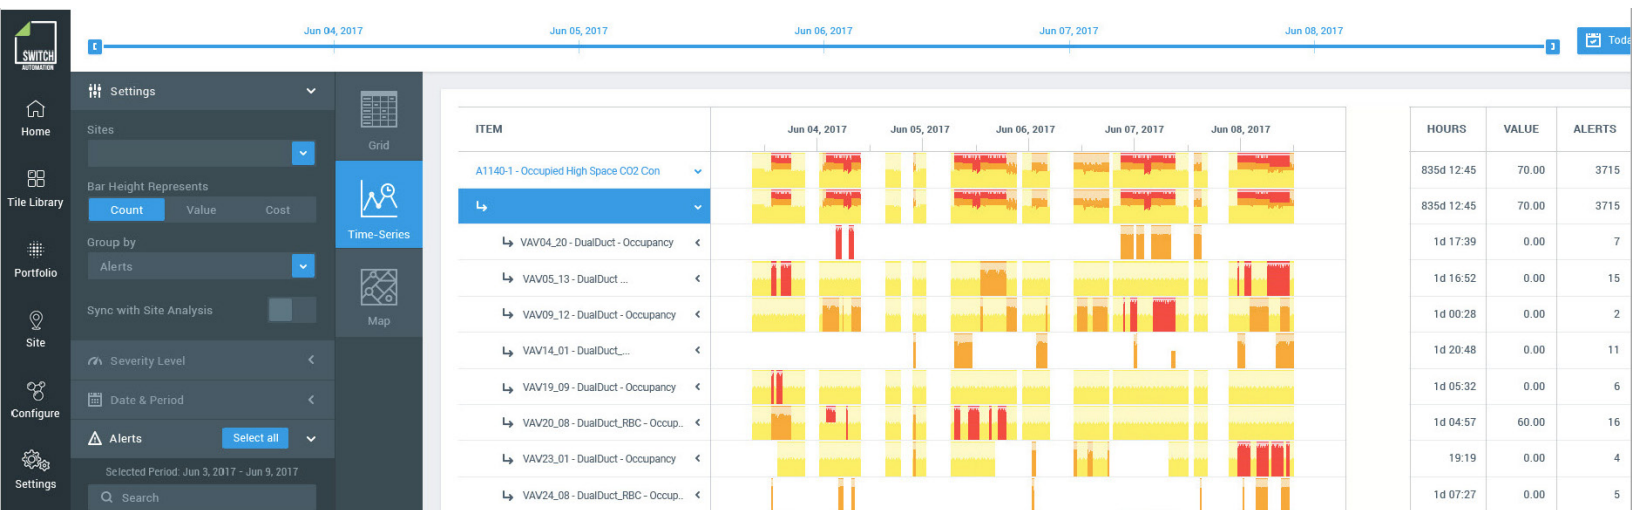 Jun 04, 2017 Jun 05, 2017 Jun 06, 2017 Jun 07, 2017 Jun 08, 2017
SWITCH
AUTOMATION
Home
Tile Library
Portfolio
Site
Configure
Settings
Settings
Sites
Bar Height Represents
Count Value Cost
Group by
Alerts
Sync with Site Analysis
Severity Level
Date & Period
Alerts Select all
Selected Period: Jun 3, 2017 - Jun 9, 2017
Search
Grid
Time-Series
Map
ITEM Jun 04, 2017 Jun 05, 2017 Jun 06, 2017 Jun 07, 2017 Jun 08, 2017 HOURS VALUE ALERTS
A1140-1 - Occupied High Space CO2 Con 835d 12:45 70.00 3715
835d 12:45 70.00 3715
VAV04_20 - DualDuct - Occupancy 1d 17:39 0.00 7
VAV05_13 - DualDuct ... 1d 16:52 0.00 15
VAV09_12 - DualDuct - Occupancy 1d 00:28 0.00 2
VAV14_01 - DualDuct_... 1d 20:48 0.00 11
VAV19_09 - DualDuct - Occupancy 1d 05:32 0.00 6
VAV20_08 - DualDuct_RBC - Occup.. 1d 04:57 60.00 16
VAV23_01 - DualDuct - Occupancy 19:19 0.00 4
VAV24_08 - DualDuct_RBC - Occup.. 1d 07:27 0.00 5